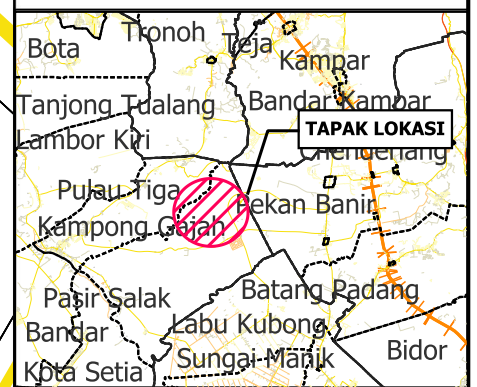 Tronoh
Bota
Teja
Kampar
Tanjong Tualang
Bandar Kampar
TAPAK LOKASI
Lambor Kiri
Pulau Tiga
Pekan Banir
Kampong Gajah
Batang Padang
Pasir Salak
Labu Kubong
Bandar
Sungai Manik
Bidor
Kota Setia